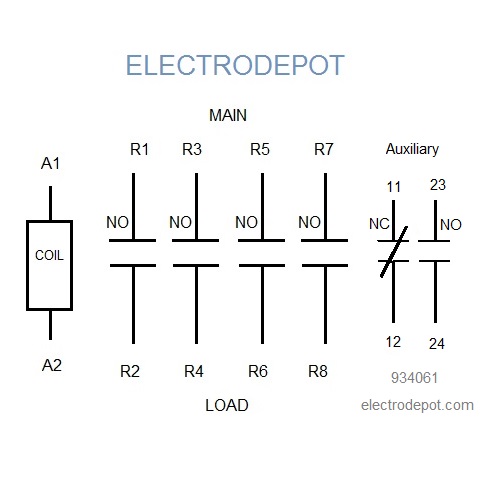 ELECTRODEPOT
MAIN
R1 R3 R5 R7 Auxiliary
A1
11 23
NO NO NO NO NC NO
COIL
12 24
A2 R2 R4 R6 R8
934061
LOAD electrodepot.com